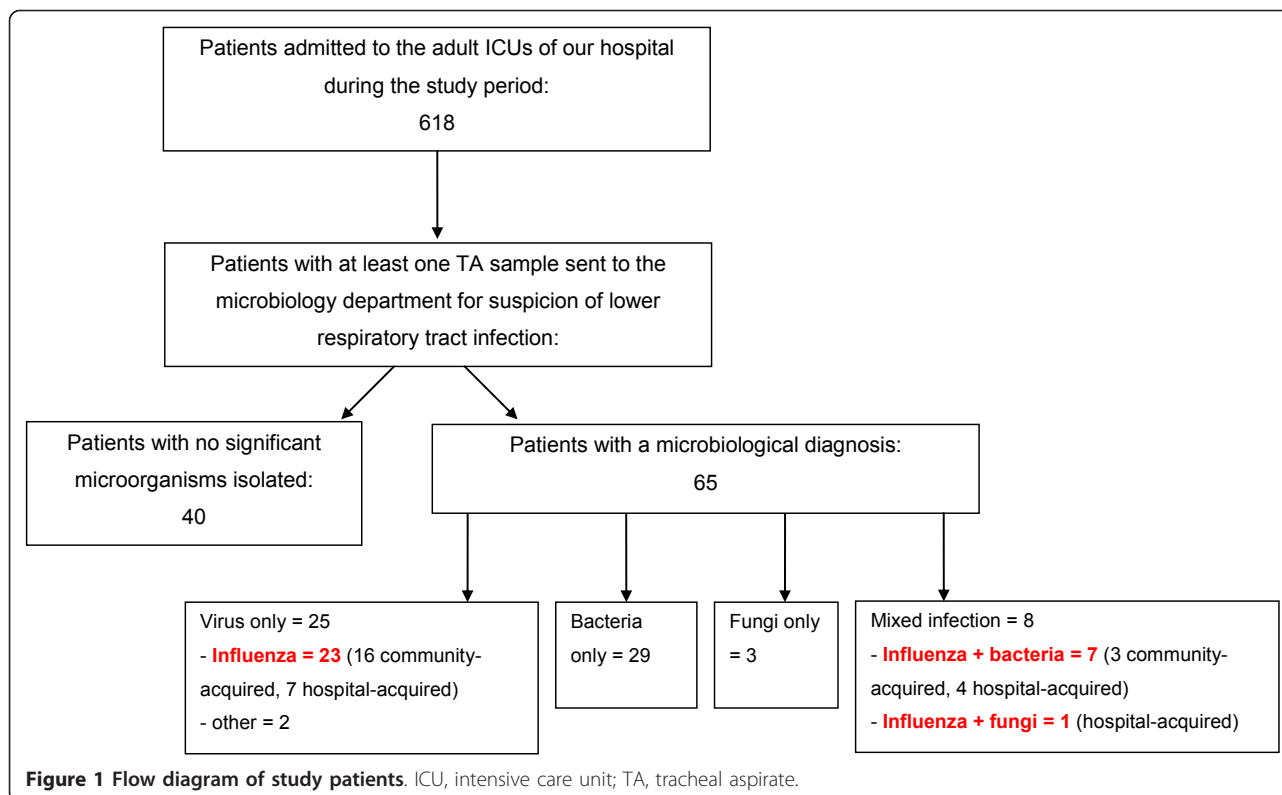 Patients admitted to the adult ICUs of our hospital
during the study period:
618
Patients with at least one TA sample sent to the
microbiology department for suspicion of lower
respiratory tract infection:
Patients with no significant
microorganisms isolated:
40
Patients with a microbiological diagnosis:
65
Virus only = 25
- Influenza = 23 (16 community-
acquired, 7 hospital-acquired)
- other = 2
Bacteria
only = 29
Fungi only
= 3
Mixed infection = 8
- Influenza + bacteria = 7 (3 community-
acquired, 4 hospital-acquired)
- Influenza + fungi = 1 (hospital-acquired)
Figure 1 Flow diagram of study patients. ICU, intensive care unit; TA, tracheal aspirate.